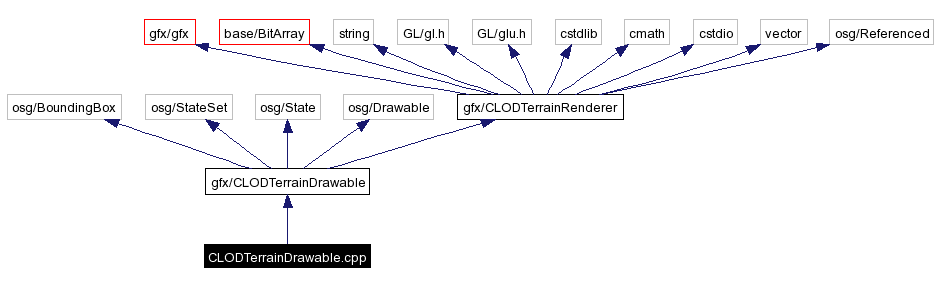 gfx/gfx base/BitArray string GL/gl.h GL/glu.h cstdlib cmath cstdio vector osg/Referenced
osg/BoundingBox osg/StateSet osg/State osg/Drawable gfx/CLODTerrainRenderer
gfx/CLODTerrainDrawable
CLODTerrainDrawable.cpp